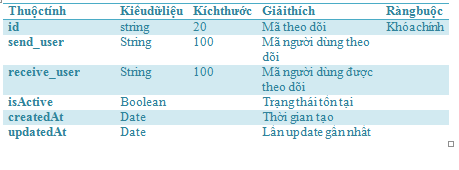 Thuộctính Kiểudữliệu Kíchthước Giảithích Ràngbuộc
id string 20 Mã theo dõi Khóachính
send_user String 100 Mã người dùng theo
dõi
receive_user String 100 Mã người dùng được
theo dõi
isActive Boolean Trạng thái tồn tại
createdAt Date Thời gian tạo
updatedAt Date Lần update gần nhất